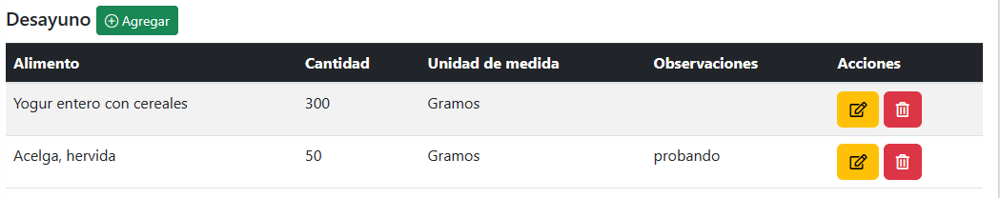 Desayuno Agregar
Alimento Cantidad Unidad de medida Observaciones Acciones
Yogur entero con cereales 300 Gramos
Acelga, hervida 50 Gramos probando